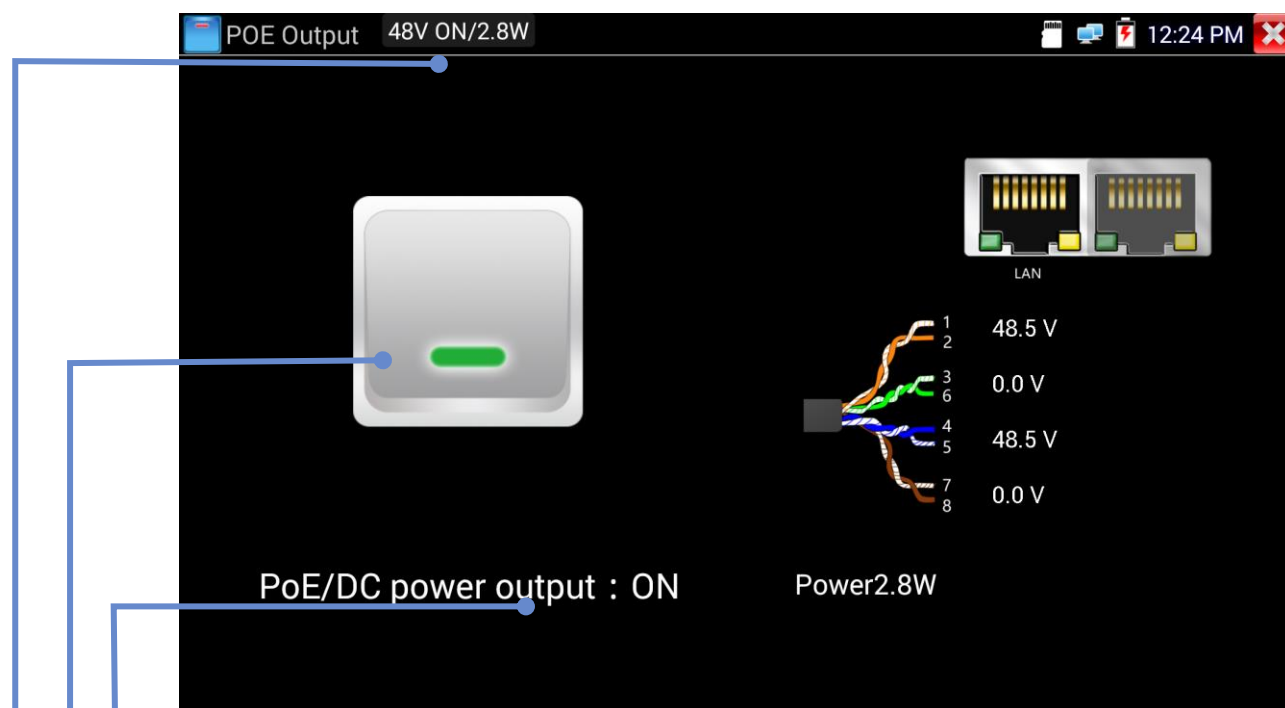 POE Output 48V ON/2.8W 12:24 PM
LAN
1 48.5 V
2
3 0.0 V
6
4 48.5 V
5
7 0.0 V
8
PoE/DC power output : ON Power2.8W